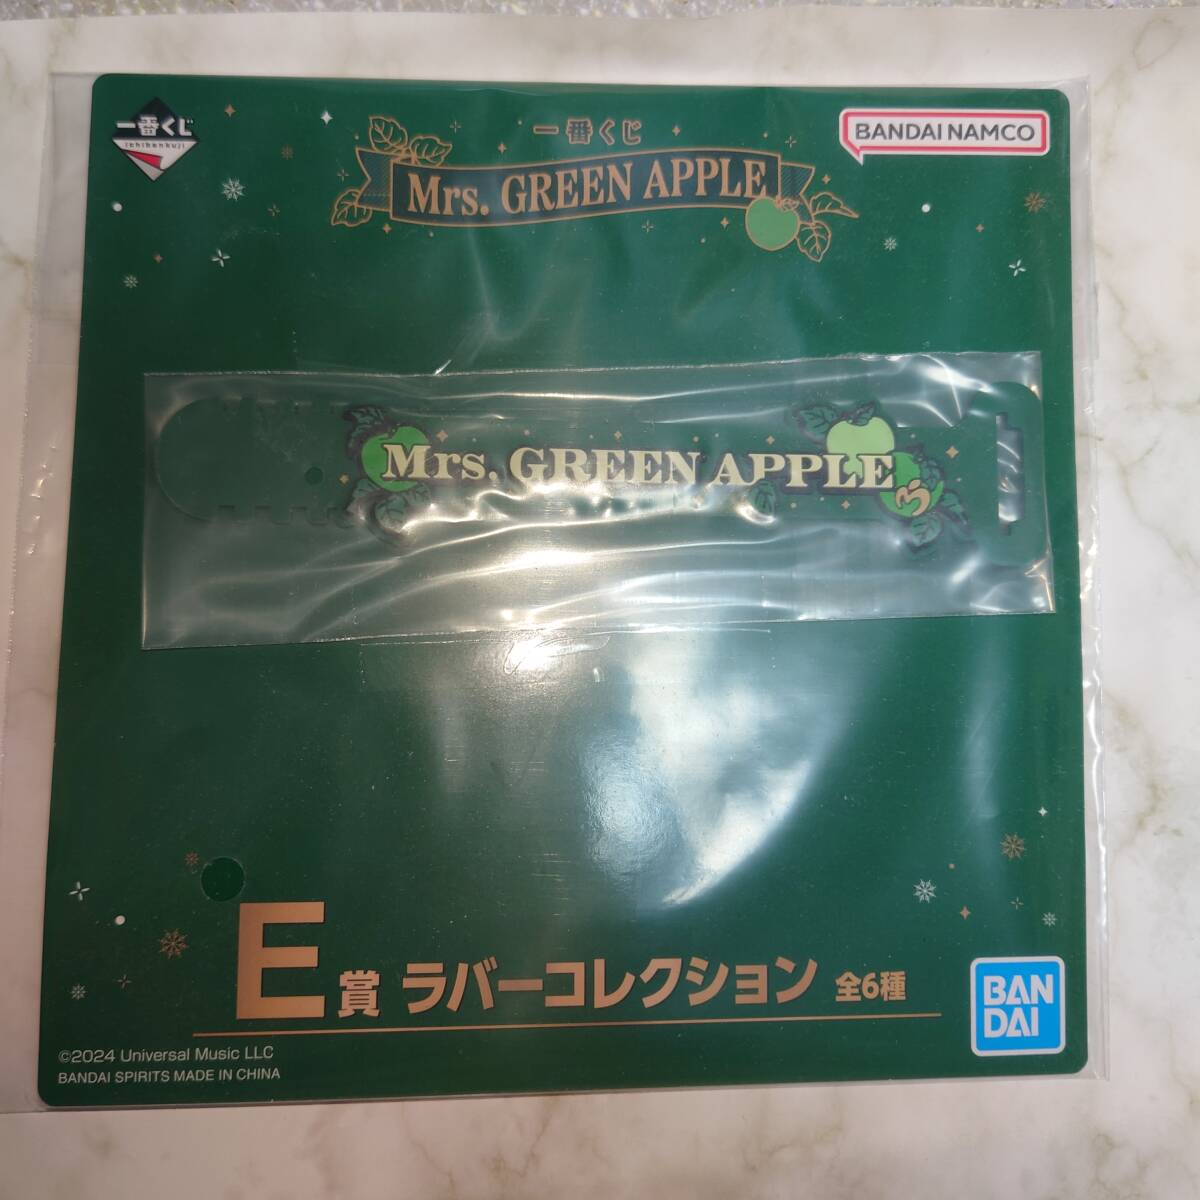 一番くじ
ichibankuji
一番くじ
Mrs. GREEN APPLE
BANDAI NAMCO
Mrs. GREEN APPLE
E賞 ラバーコレクション 全6種
BAN
DAI
©2024 Universal Music LLC
BANDAI SPIRITS MADE IN CHINA